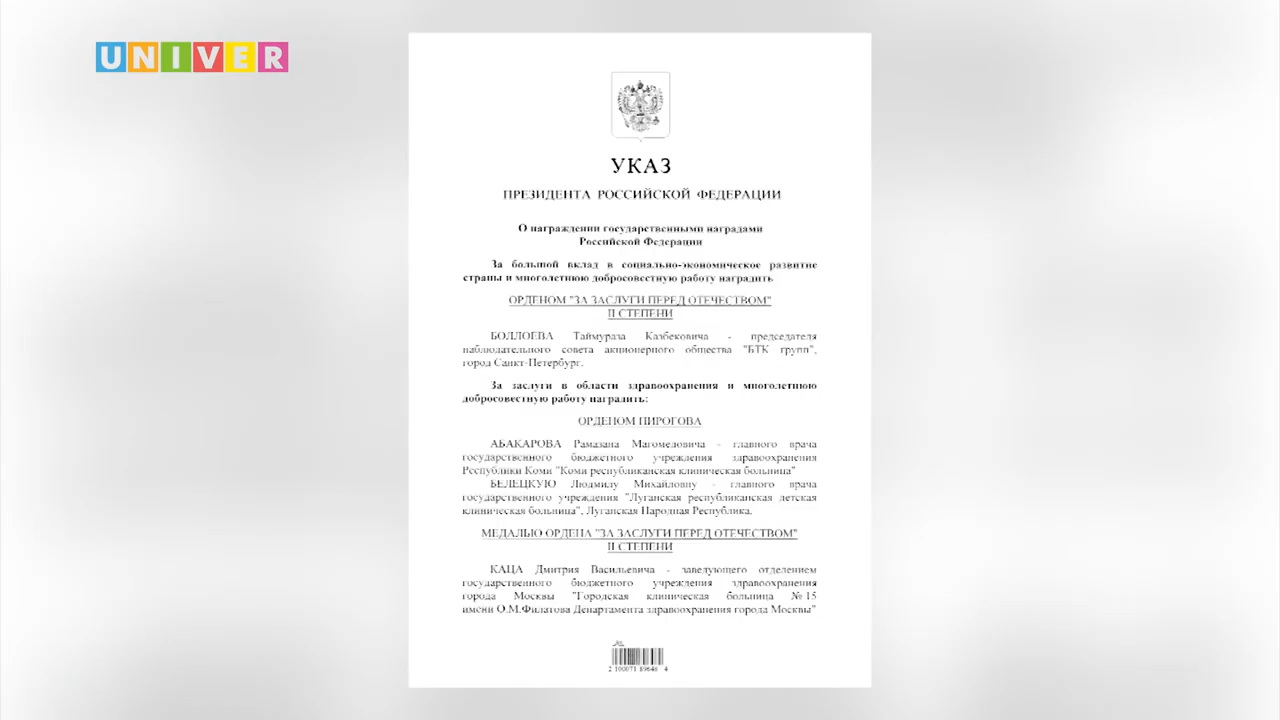 UNIVER
УКАЗ
ПРЕЗИДЕНТА РОССИЙСКОЙ ФЕДЕРАЦИИ
О награждении государственными наградами
Российской Федерации
За большой вклад в социально-экономическое развитие
страны и многолетнюю добросовестную работу наградить
ОРДЕНОМ "ЗА ЗАСЛУГИ ПЕРЕД ОТЕЧЕСТВОМ"
II СТЕПЕНИ
БОЛЛОЕВА Таймураза Казбековича - председателя
наблюдательного совета акционерного общества "БТК групп",
город Санкт-Петербург.
За заслуги в области здравоохранения и многолетнюю
добросовестную работу наградить:
ОРДЕНОМ ПИРОГОВА
АБАКАРОВА Рамазана Магомедовича - главного врача
государственного бюджетного учреждения здравоохранения
Республики Коми "Коми республиканская клиническая больница"
БЕЛЕЦКУЮ Людмилу Михайловну - главного врача
государственного учреждения "Луганская республиканская детская
клиническая больница", Луганская Народная Республика.
МЕДАЛЬЮ ОРДЕНА "ЗА ЗАСЛУГИ ПЕРЕД ОТЕЧЕСТВОМ"
II СТЕПЕНИ
КАЦА Дмитрия Васильевича - заведующего отделением
государственного бюджетного учреждения здравоохранения
города Москвы "Городская клиническая больница № 15
имени О.М.Филатова Департамента здравоохранения города Москвы"
2 100071 89648 4